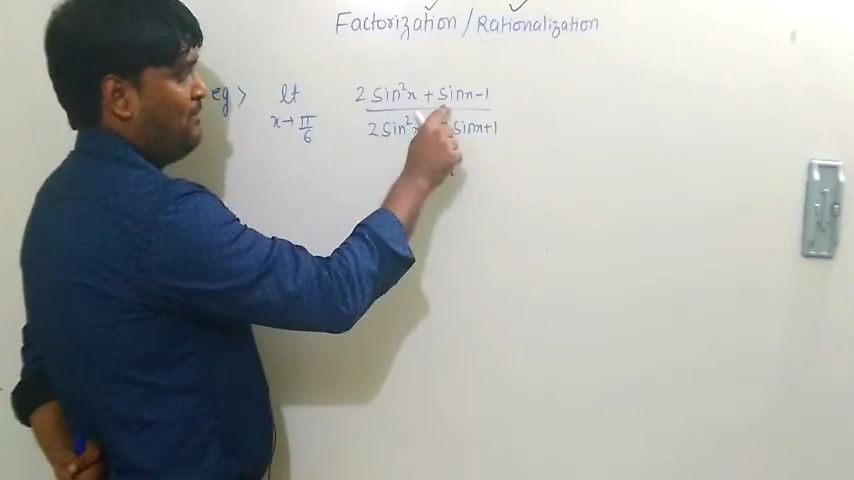 Factorization / Rationalization
eg> lt x→π/6 2 Sin²x + Sinx-1
2 Sin² Sinx+1